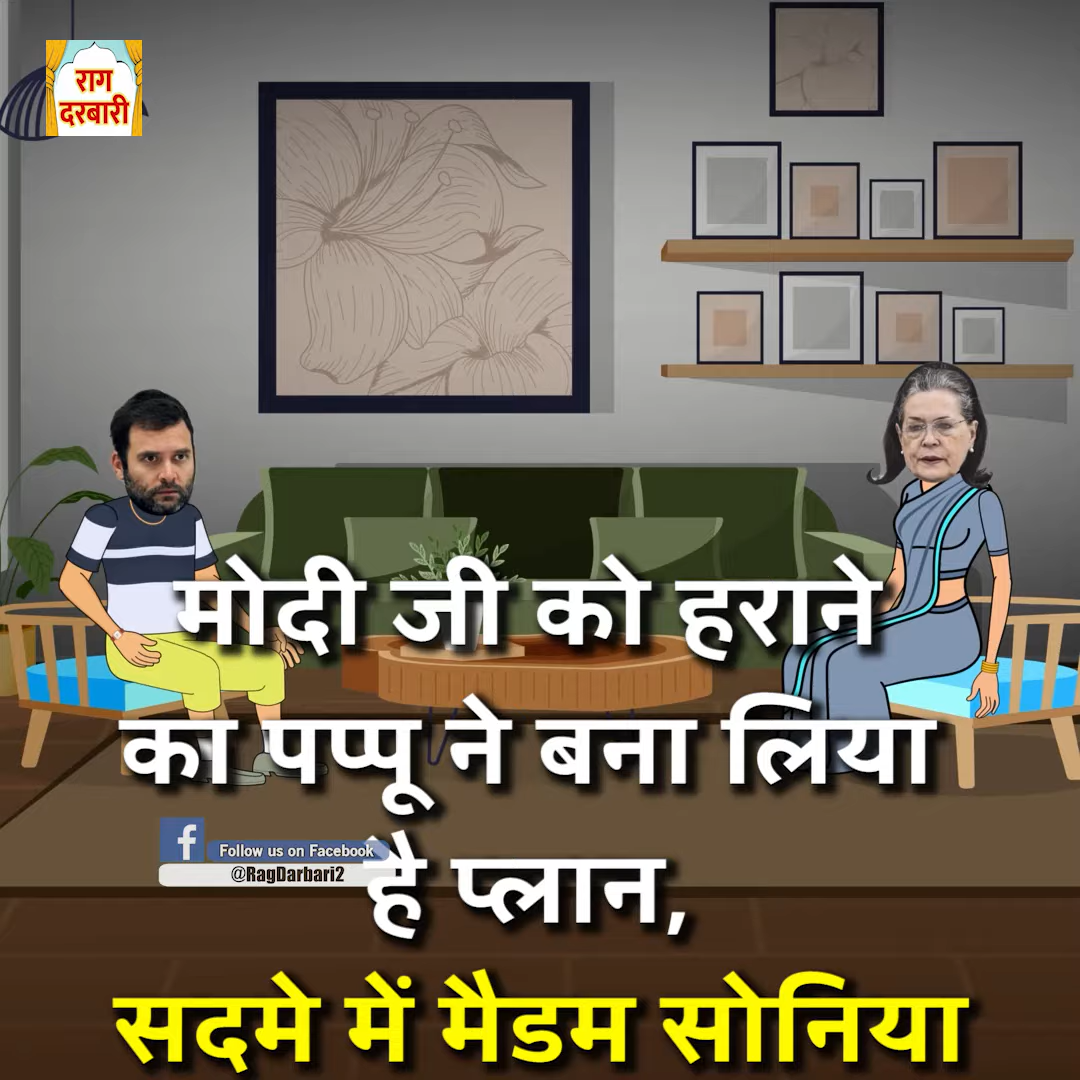 राग
दरबारी
मोदी जी को हराने
का पप्पू ने बना लिया
Follow us on Facebook
@RagDarbari2
है प्लान,
सदमे में मैडम सोनिया